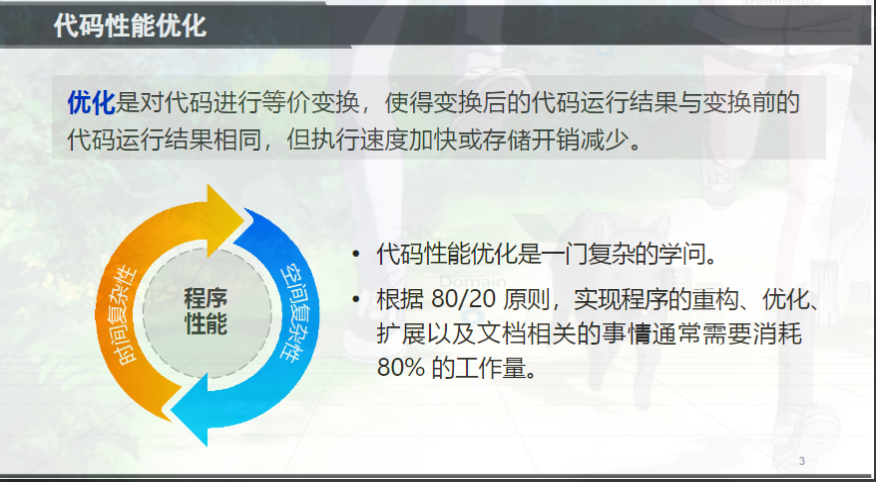 代码性能优化
优化是对代码进行等价变换，使得变换后的代码运行结果与变换前的
代码运行结果相同，但执行速度加快或存储开销减少。
时间复杂性
程序
性能
空间复杂性
• 代码性能优化是一门复杂的学问。
• 根据 80/20 原则，实现程序的重构、优化、
扩展以及文档相关的事情通常需要消耗
80% 的工作量。
Domain
3